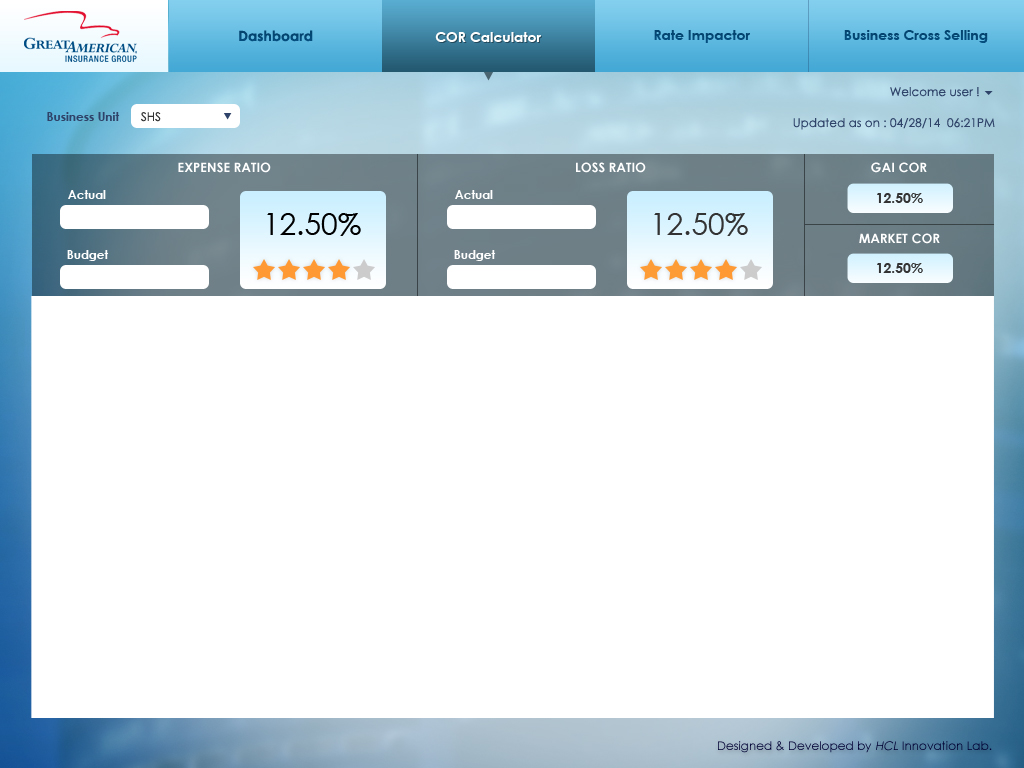 GREATAMERICAN.
INSURANCE GROUP
Dashboard
COR Calculator
Rate Impactor
Business Cross Selling
Welcome user !
Business Unit
SHS
Updated as on : 04/28/14 06:21PM
EXPENSE RATIO
Actual
Budget
12.50%
LOSS RATIO
Actual
Budget
12.50%
GAI COR
12.50%
MARKET COR
12.50%
Designed & Developed by HCL Innovation Lab.